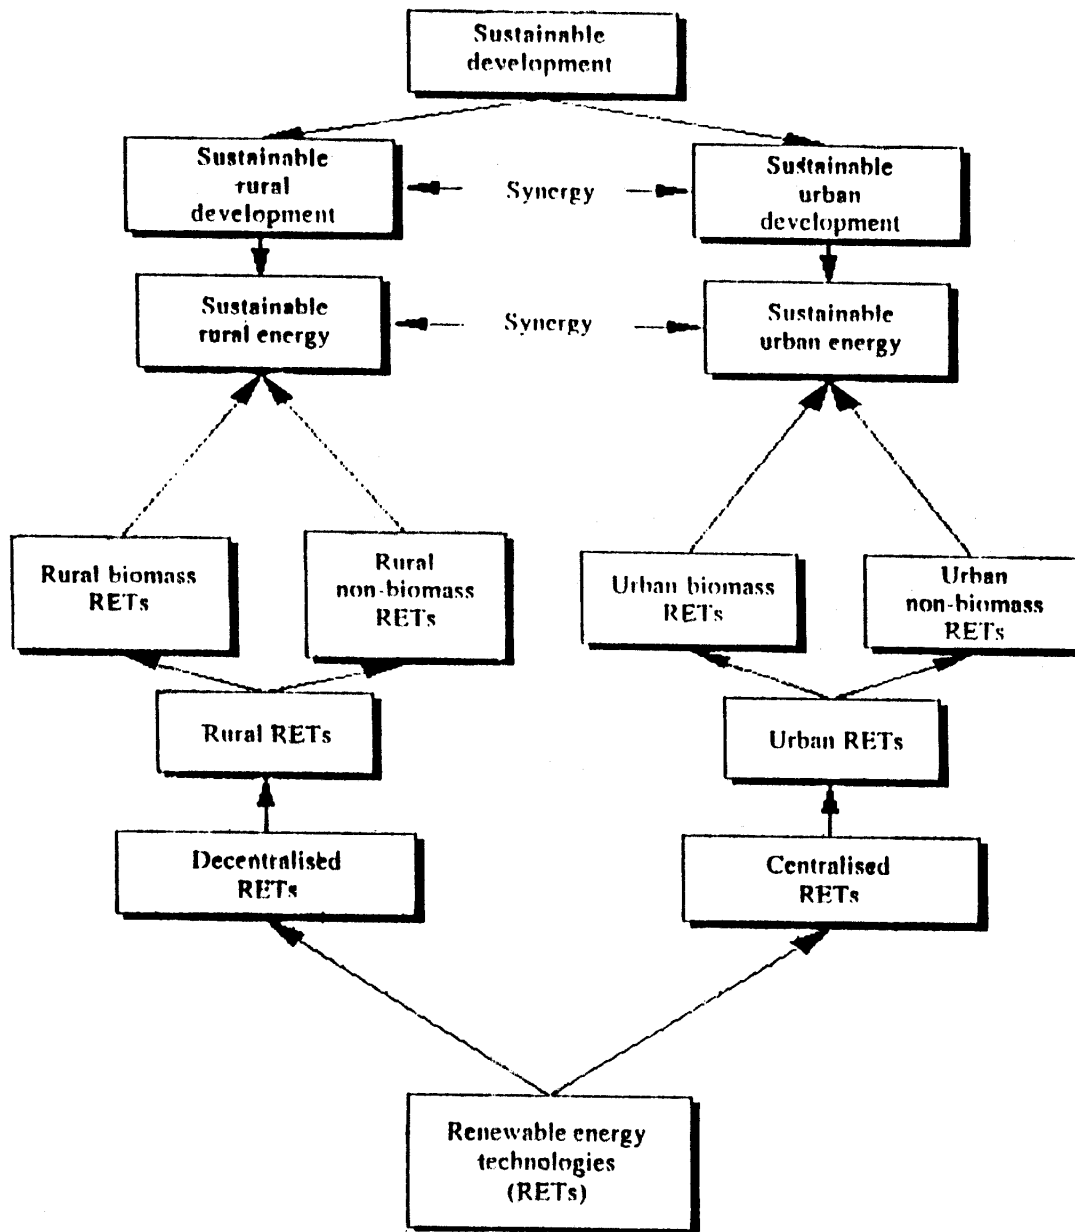 Sustainable
development
Sustainable
rural
development
Synergy
Sustainable
urban
development
Sustainable
rural energy
Synergy
Sustainable
urban energy
Rural biomass
RETs
Rural
non-biomass
RETs
Urban biomass
RETs
Urban
non-biomass
RETs
Rural RETs
Urban RETs
Decentralised
RETs
Centralised
RETs
Renewable energy
technologies
(RETs)